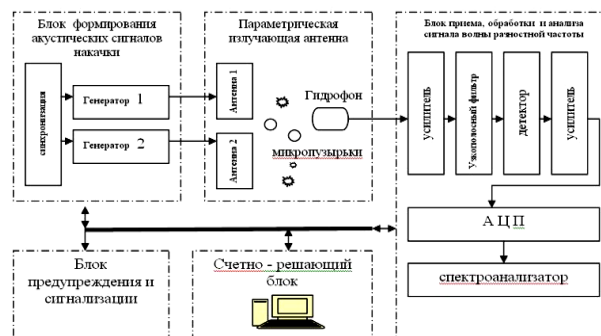 Блок формирования
акустических сигналов
накачки
синхронизация
Генератор 1
Генератор 2
Параметрическая
излучающая антенна
Антенна 1
Антенна 2
Гидрофон
микропузырьки
Блок приема, обработки и анализа
сигнала волны разностной частоты
усилитель
Узкополосный фильтр
детектор
усилитель
А Ц П
спектроанализатор
Блок
предупреждения и
сигнализации
Счетно - решающий
блок